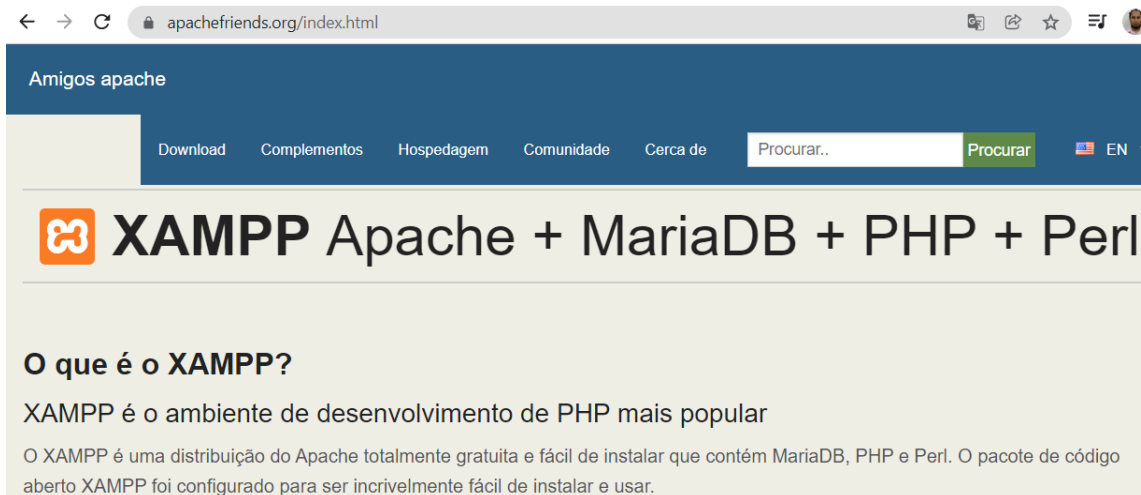 apachefriends.org/index.html
Amigos apache
Download Complementos Hospedagem Comunidade Cerca de Procurar.. Procurar EN
XAMPP Apache + MariaDB + PHP + Perl
O que é o XAMPP?
XAMPP é o ambiente de desenvolvimento de PHP mais popular
O XAMPP é uma distribuição do Apache totalmente gratuita e fácil de instalar que contém MariaDB, PHP e Perl. O pacote de código
aberto XAMPP foi configurado para ser incrivelmente fácil de instalar e usar.